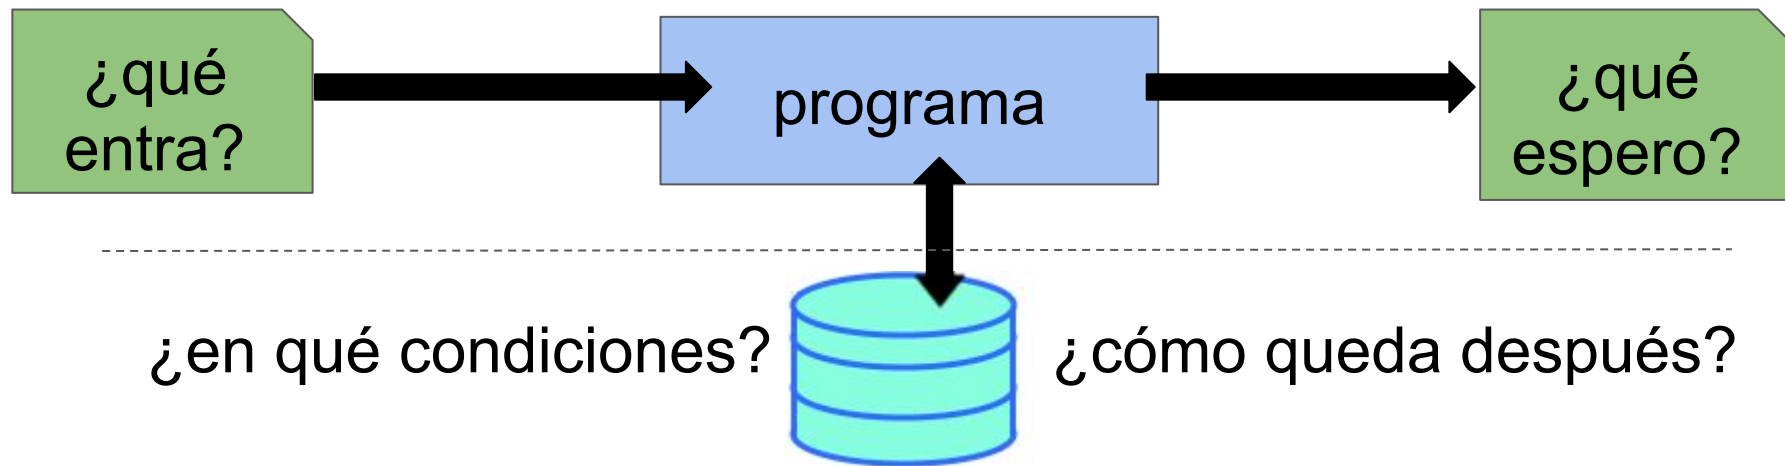 ¿qué
entra?
programa
¿qué
espero?
¿en qué condiciones?
¿cómo queda después?